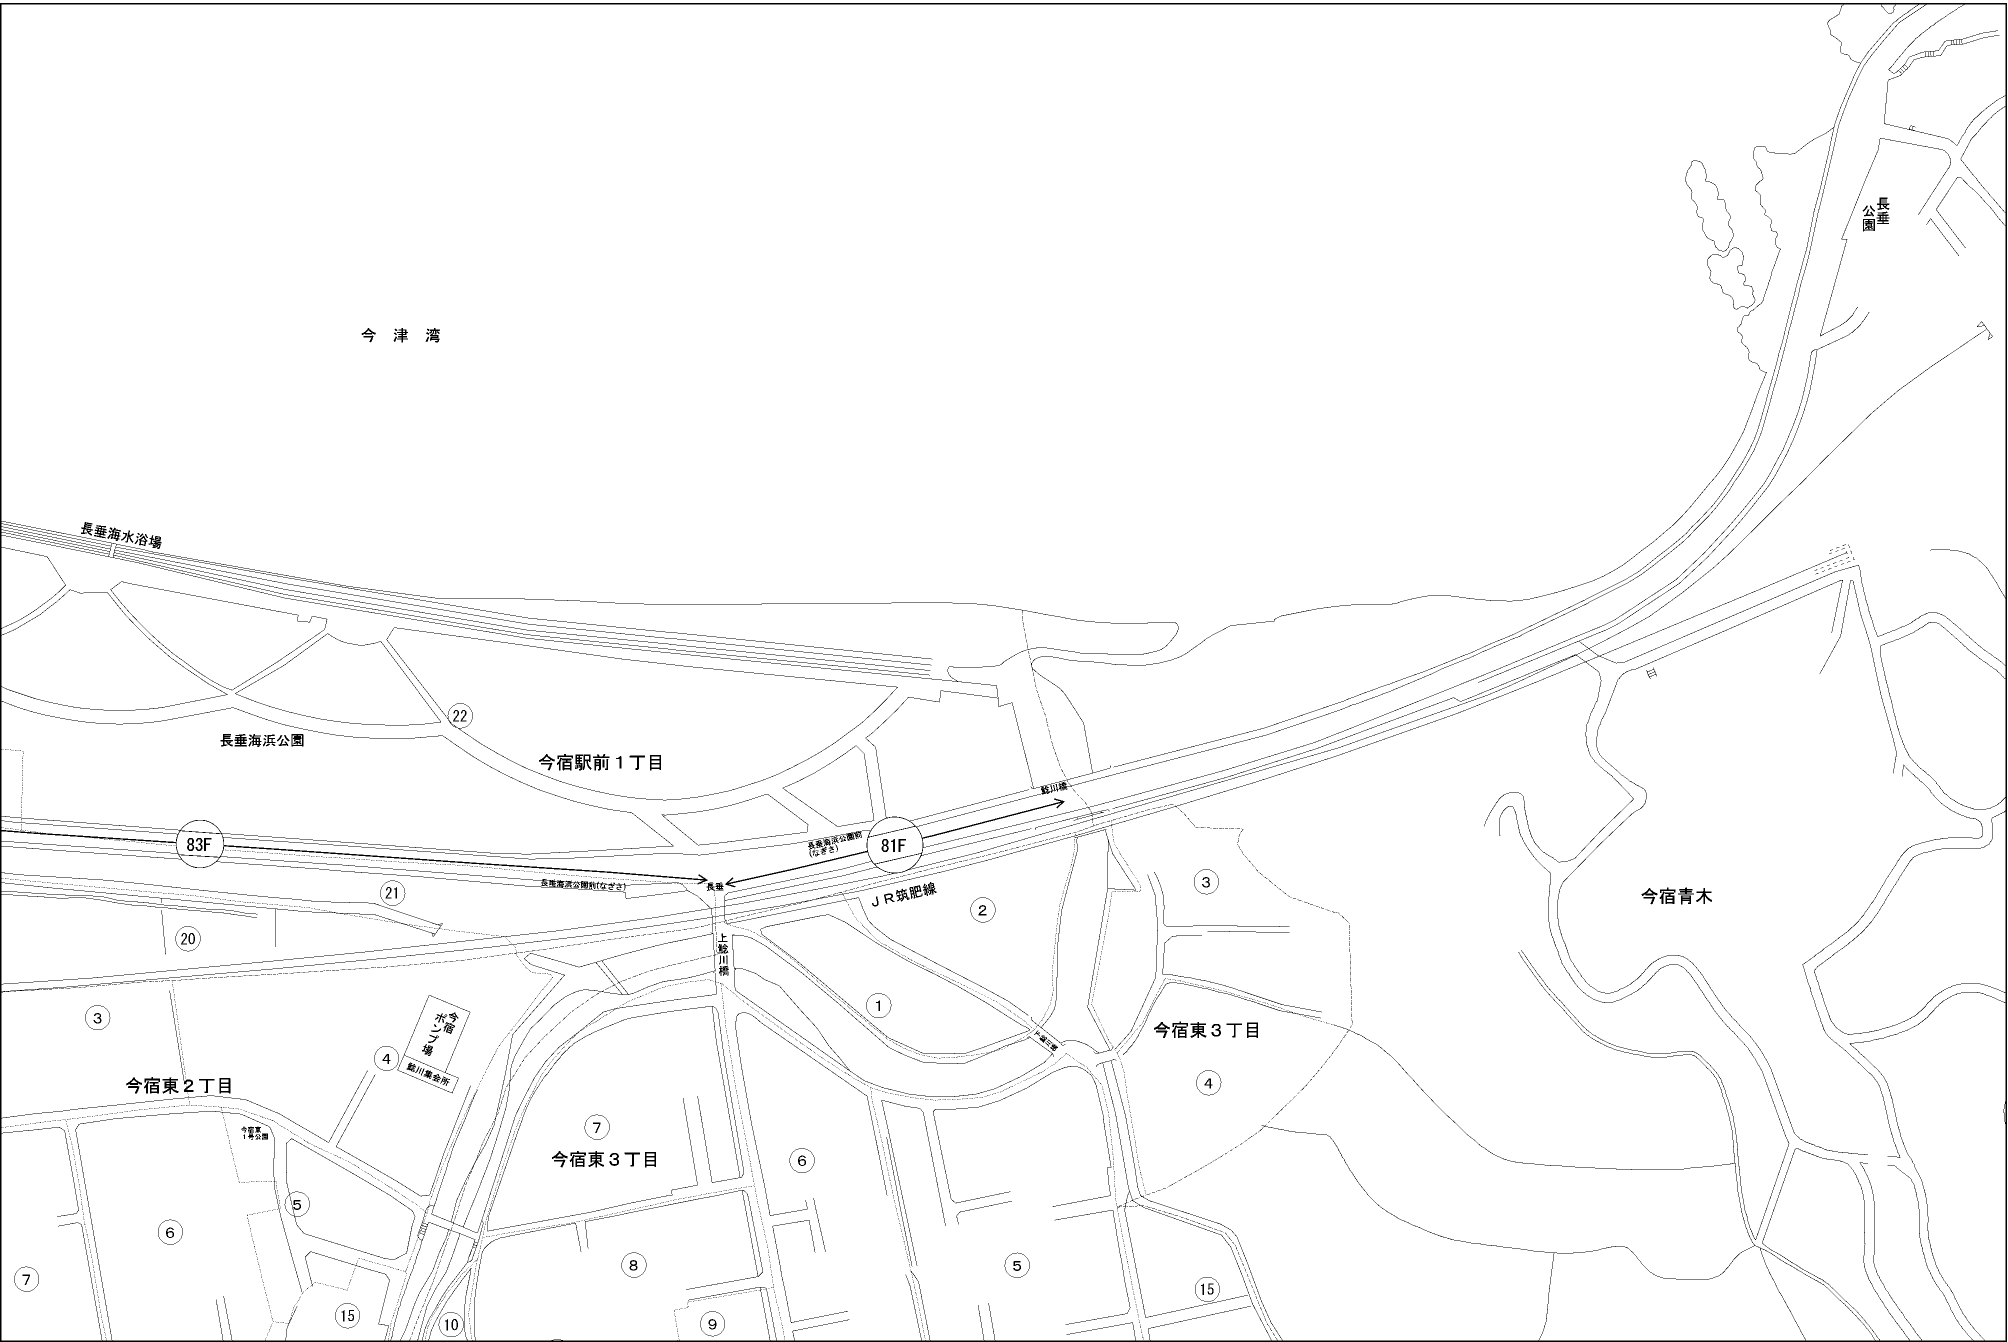 長垂
公園
今津湾
長垂海水浴場
22
長垂海浜公園
今宿駅前1丁目
鯰川橋
83F
長垂海浜公園前
(なぎさ)
81F
長垂海浜公園前(なぎさ)
長垂
21
JR筑肥線
3
今宿青木
2
20
上鯰川橋
1
3
今宿東3丁目
今宿
ポンプ場
4
鯰川集会所
今宿東2丁目
4
今宿東
1号公園
7
今宿東3丁目
6
5
6
8
5
7
15
15
10
9